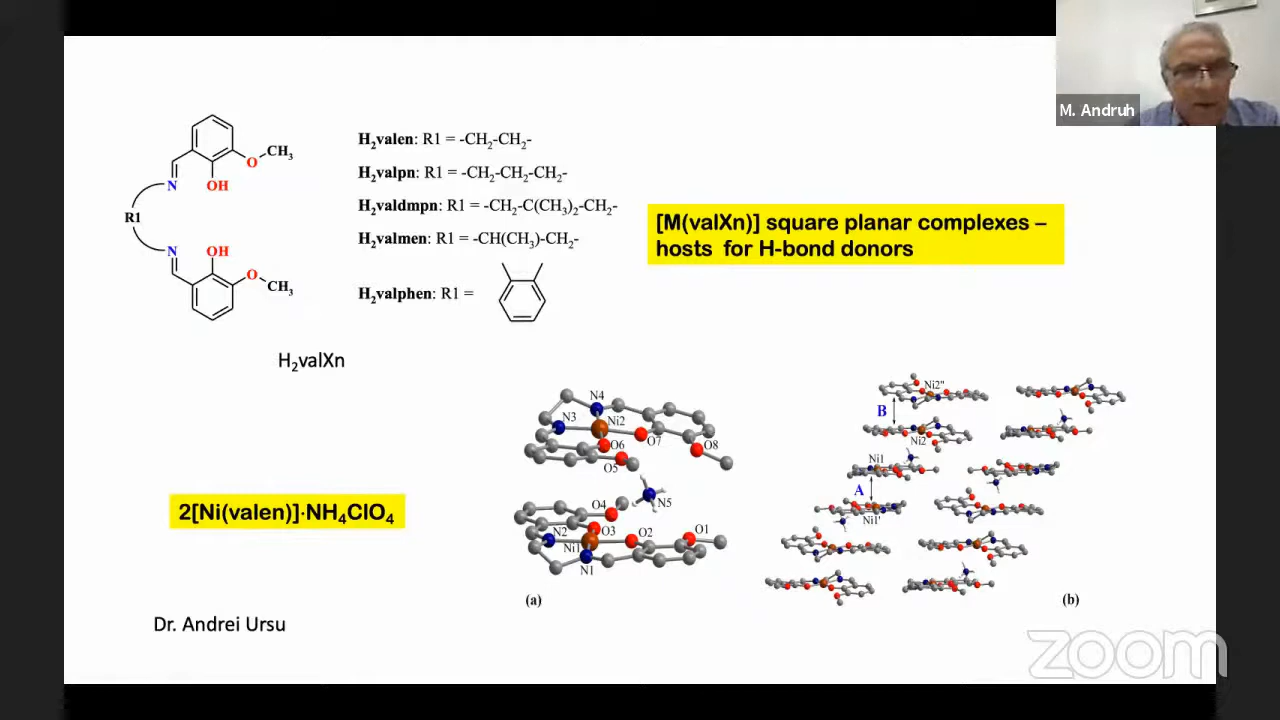 M. Andruh
CH₃
O
N
OH
R1
N
OH
O
CH₃
H₂valXn
H₂valen: R1 = -CH₂-CH₂-
H₂valpn: R1 = -CH₂-CH₂-CH₂-
H₂valdmpn: R1 = -CH₂-C(CH₃)₂-CH₂-
H₂valmen: R1 = -CH(CH₃)-CH₂-
H₂valphen: R1 =
[M(valXn)] square planar complexes –
hosts for H-bond donors
2[Ni(valen)]·NH₄ClO₄
Dr. Andrei Ursu
N4
N3
Ni2
O7
O6
O8
O5
N5
O4
O3
O2
O1
N2
Ni1
N1
(a)
Ni2"
B
Ni2
Ni1
A
Ni1'
(b)
zoom